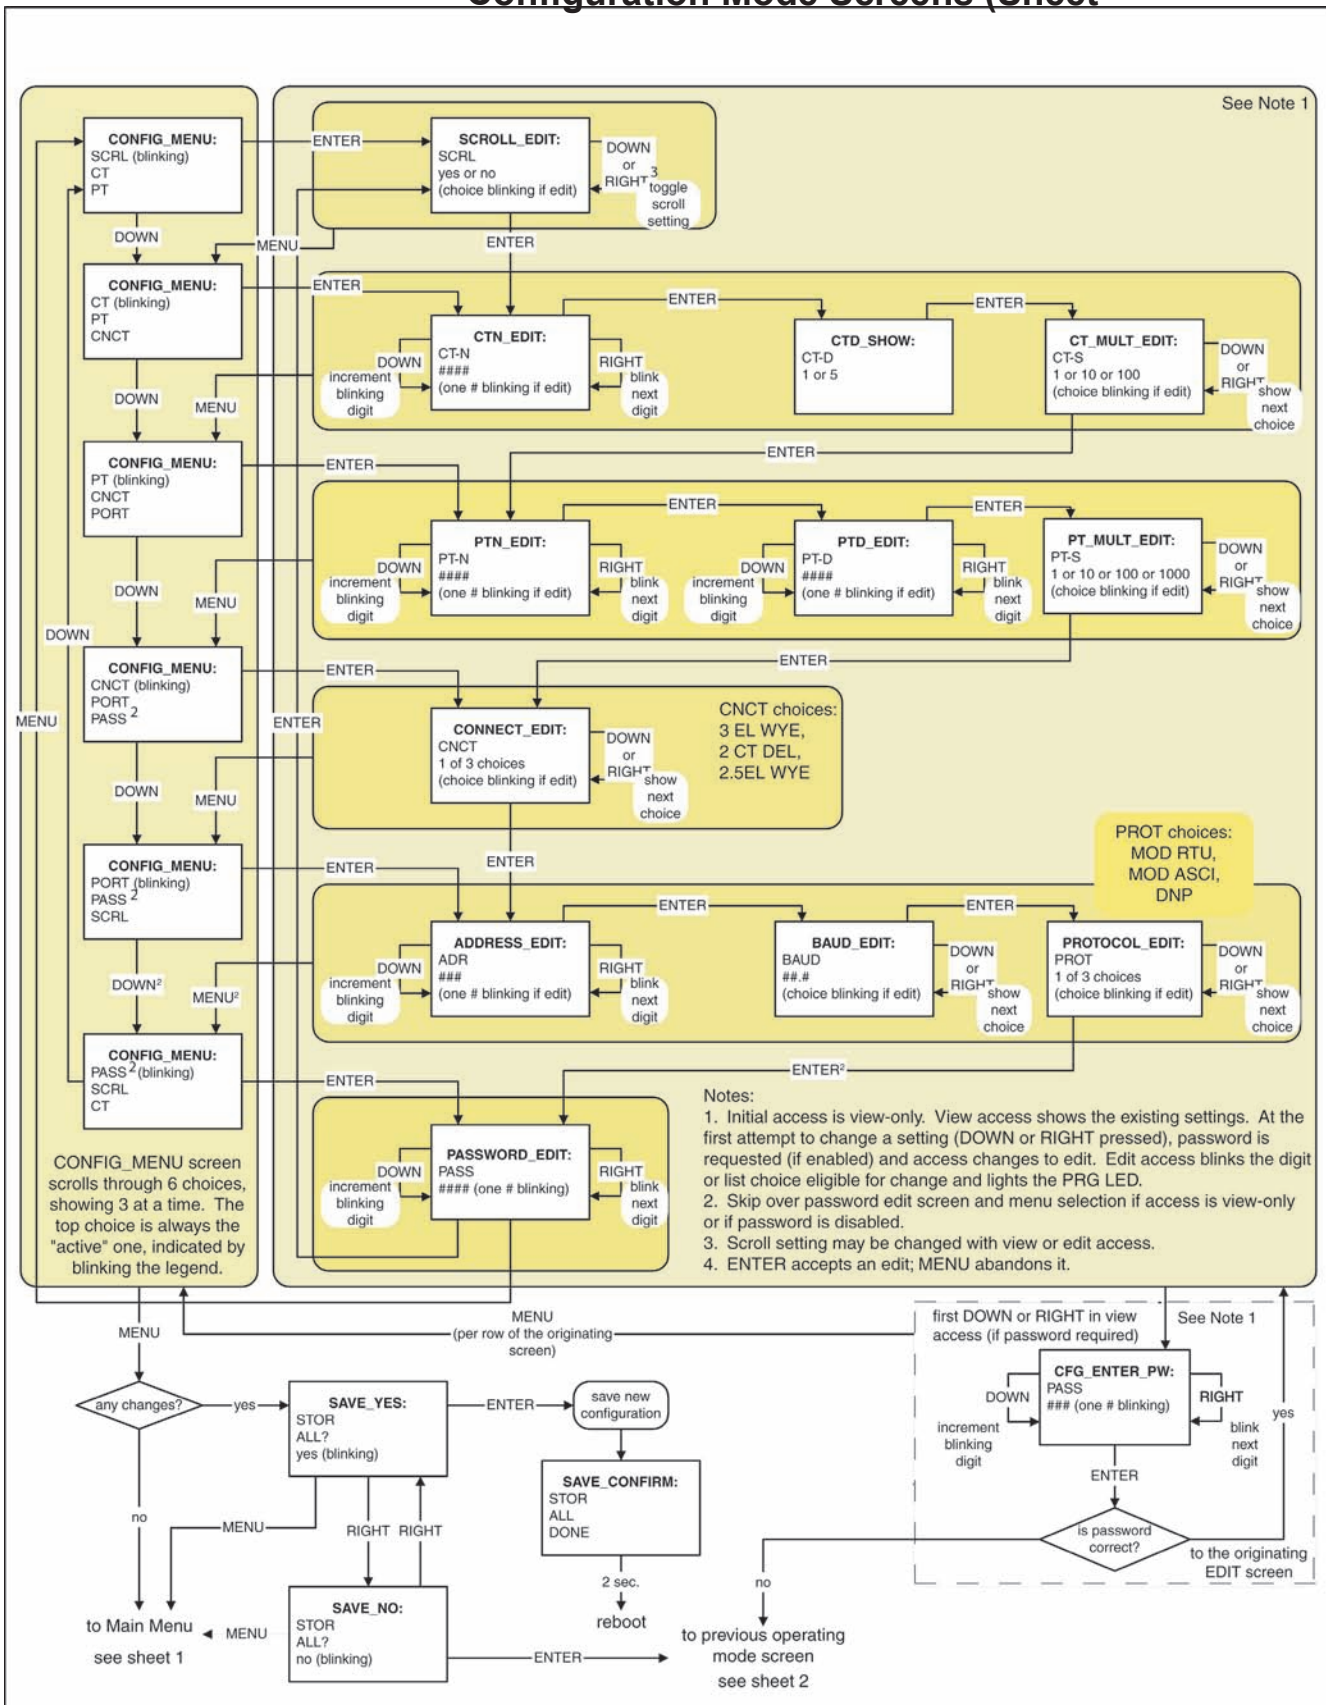 Configuration Mode Screens (Sheet
See Note 1
CONFIG_MENU:
SCRL (blinking)
CT
PT
ENTER
SCROLL_EDIT:
SCRL
yes or no
(choice blinking if edit)
DOWN
or
RIGHT 3
toggle
scroll
setting
DOWN
MENU
ENTER
CONFIG_MENU:
CT (blinking)
PT
CNCT
ENTER
CTN_EDIT:
CT-N
####
(one # blinking if edit)
DOWN
increment
blinking
digit
RIGHT
blink
next
digit
ENTER
CTD_SHOW:
CT-D
1 or 5
ENTER
CT_MULT_EDIT:
CT-S
1 or 10 or 100
(choice blinking if edit)
DOWN
or
RIGHT
show
next
choice
DOWN
MENU
ENTER
CONFIG_MENU:
PT (blinking)
CNCT
PORT
ENTER
PTN_EDIT:
PT-N
####
(one # blinking if edit)
DOWN
increment
blinking
digit
RIGHT
blink
next
digit
ENTER
PTD_EDIT:
PT-D
####
(one # blinking if edit)
DOWN
increment
blinking
digit
RIGHT
blink
next
digit
ENTER
PT_MULT_EDIT:
PT-S
1 or 10 or 100 or 1000
(choice blinking if edit)
DOWN
or
RIGHT
show
next
choice
DOWN
MENU
DOWN
ENTER
CONFIG_MENU:
CNCT (blinking)
PORT
PASS 2
ENTER
MENU
ENTER
CONNECT_EDIT:
CNCT
1 of 3 choices
(choice blinking if edit)
DOWN
or
RIGHT
show
next
choice
CNCT choices:
3 EL WYE,
2 CT DEL,
2.5EL WYE
DOWN
MENU
ENTER
CONFIG_MENU:
PORT (blinking)
PASS 2
SCRL
ENTER
PROT choices:
MOD RTU,
MOD ASCI,
DNP
ADDRESS_EDIT:
ADR
###
(one # blinking if edit)
DOWN
increment
blinking
digit
RIGHT
blink
next
digit
ENTER
BAUD_EDIT:
BAUD
##.#
(choice blinking if edit)
DOWN
or
RIGHT
show
next
choice
ENTER
PROTOCOL_EDIT:
PROT
1 of 3 choices
(choice blinking if edit)
DOWN
or
RIGHT
show
next
choice
DOWN²
MENU²
ENTER²
CONFIG_MENU:
PASS 2 (blinking)
SCRL
CT
ENTER
PASSWORD_EDIT:
PASS
#### (one # blinking)
DOWN
increment
blinking
digit
RIGHT
blink
next
digit
CONFIG_MENU screen
scrolls through 6 choices,
showing 3 at a time. The
top choice is always the
"active" one, indicated by
blinking the legend.
Notes:
1. Initial access is view-only. View access shows the existing settings. At the
first attempt to change a setting (DOWN or RIGHT pressed), password is
requested (if enabled) and access changes to edit. Edit access blinks the digit
or list choice eligible for change and lights the PRG LED.
2. Skip over password edit screen and menu selection if access is view-only
or if password is disabled.
3. Scroll setting may be changed with view or edit access.
4. ENTER accepts an edit; MENU abandons it.
MENU
MENU
(per row of the originating
screen)
first DOWN or RIGHT in view
access (if password required)
See Note 1
CFG_ENTER_PW:
PASS
### (one # blinking)
DOWN
increment
blinking
digit
RIGHT
blink
next
digit
yes
ENTER
is password
correct?
to the originating
EDIT screen
any changes?
yes
SAVE_YES:
STOR
ALL?
yes (blinking)
ENTER
save new
configuration
SAVE_CONFIRM:
STOR
ALL
DONE
no
MENU
RIGHT
RIGHT
2 sec.
reboot
no
to Main Menu
see sheet 1
MENU
SAVE_NO:
STOR
ALL?
no (blinking)
ENTER
to previous operating
mode screen
see sheet 2